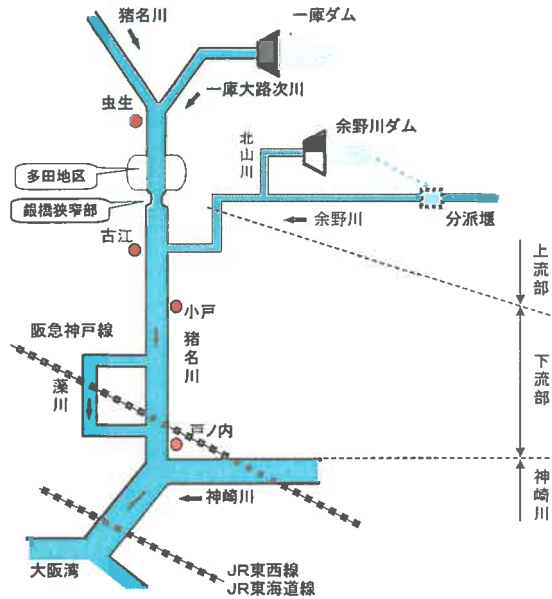 猪名川
一庫ダム
一庫大路次川
虫生
余野川ダム
北山川
多田地区
銀橋狭窄部
余野川
分派堰
古江
上流部
小戸
阪急神戸線
猪名川
藻川
下流部
戸ノ内
神崎川
神崎川
大阪湾
JR東西線
JR東海道線